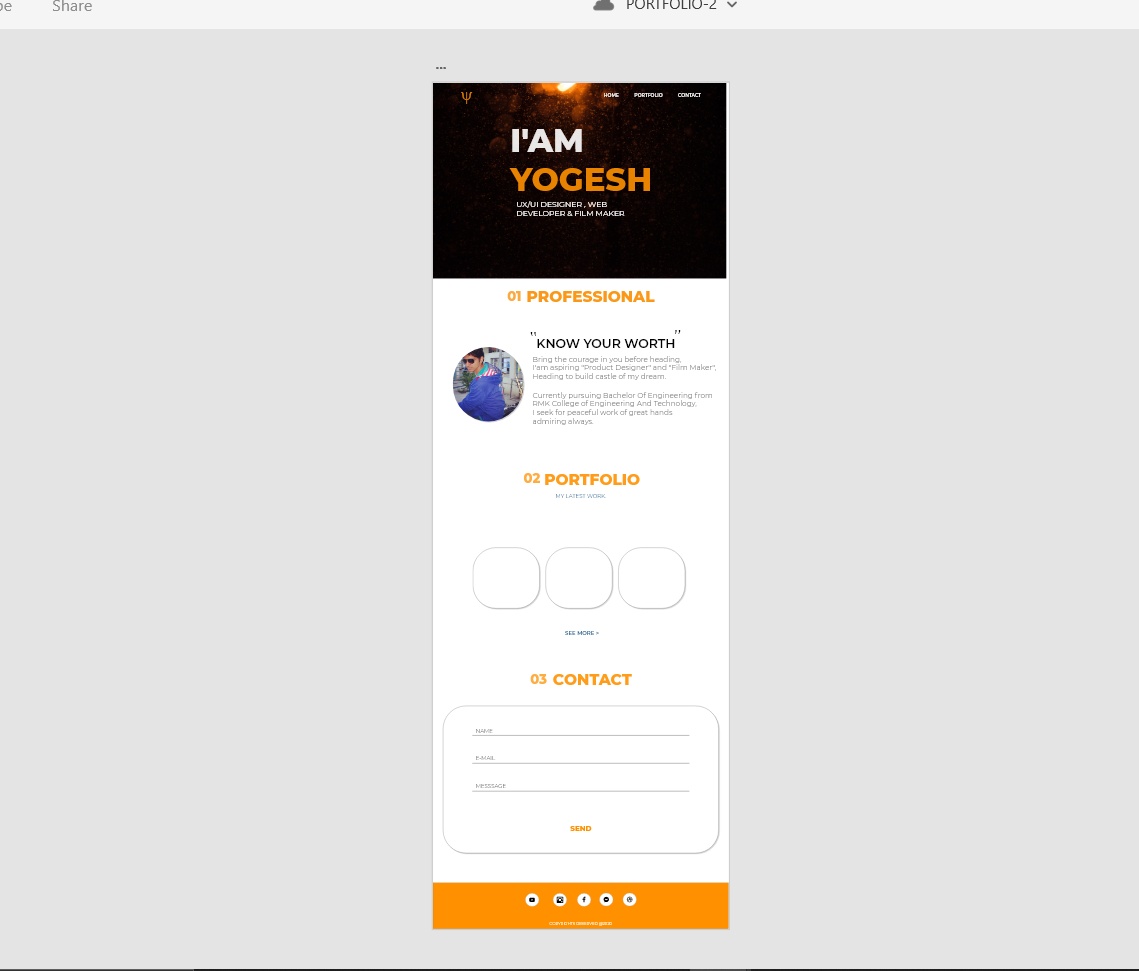 Share
PORTFOLIO-2
...
Ψ
HOME PORTFOLIO CONTACT
I'AM
YOGESH
UX/UI DESIGNER , WEB
DEVELOPER & FILM MAKER
01 PROFESSIONAL
"KNOW YOUR WORTH"
Bring the courage in you before heading,
I'am aspiring "Product Designer" and "Film Maker",
Heading to build castle of my dream.
Currently pursuing Bachelor Of Engineering from
RMK College of Engineering And Technology,
I seek for peaceful work of great hands
admiring always.
02 PORTFOLIO
MY LATEST WORK.
SEE MORE >
03 CONTACT
NAME
E-MAIL
MESSSAGE
SEND